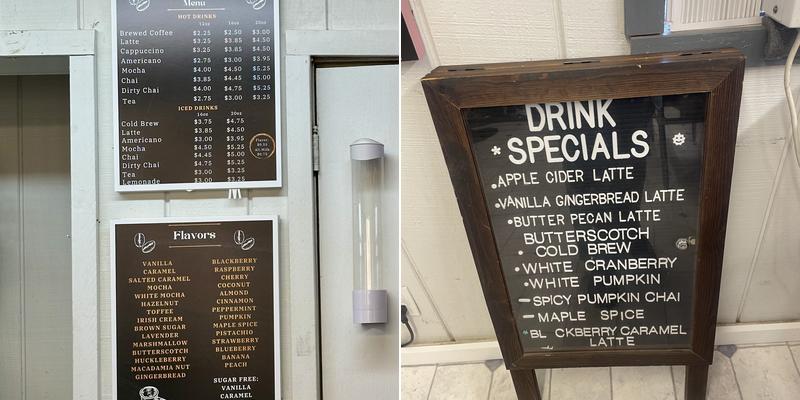 Menu
HOT DRINKS
12oz 16oz 20oz
Brewed Coffee $2.25 $2.50 $3.00
Latte $3.25 $3.85 $4.50
Cappuccino $3.25 $3.85 $4.50
Americano $2.75 $3.00 $3.95
Mocha $4.00 $4.50 $5.25
Chai $3.85 $4.45 $5.00
Dirty Chai $4.00 $4.75 $5.25
Tea $2.75 $3.00 $3.25
ICED DRINKS
16oz 20oz
Cold Brew $3.75 $4.75
Latte $3.85 $4.50
Americano $3.00 $3.95
Mocha $4.50 $5.25
Chai $4.45 $5.00
Dirty Chai $4.75 $5.25
Tea $3.00 $3.25
Lemonade $3.00 $3.25
Flavors
VANILLA
CARAMEL
SALTED CARAMEL
MOCHA
WHITE MOCHA
HAZELNUT
TOFFEE
IRISH CREAM
BROWN SUGAR
LAVENDER
MARSHMALLOW
BUTTERSCOTCH
HUCKLEBERRY
MACADAMIA NUT
GINGERBREAD
BLACKBERRY
RASPBERRY
CHERRY
COCONUT
ALMOND
CINNAMON
PEPPERMINT
PUMPKIN
MAPLE SPICE
PISTACHIO
STRAWBERRY
BLUEBERRY
BANANA
PEACH
SUGAR FREE:
VANILLA
CARAMEL
DRINK
* SPECIALS
•APPLE CIDER LATTE
•VANILLA GINGERBREAD LATTE
•BUTTER PECAN LATTE
BUTTERSCOTCH
• COLD BREW
•WHITE CRANBERRY
•WHITE PUMPKIN
-SPICY PUMPKIN CHAI
-MAPLE SPICE
*BL CKBERRY CARAMEL
LATTE